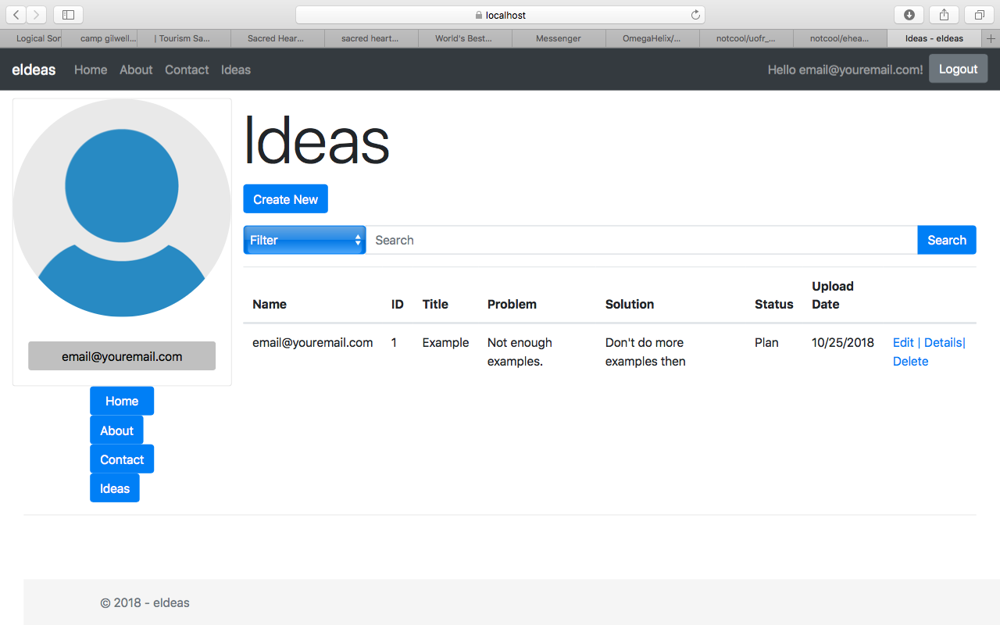 localhost
Logical Sor
camp gilwell...
| Tourism Sa...
Sacred Hear...
sacred heart...
World's Best...
Messenger
OmegaHelix/...
notcool/uofr_...
notcool/ehea...
Ideas - eIdeas
eIdeas Home About Contact Ideas Hello email@youremail.com! Logout
Ideas
Create New
Filter Search Search
Name ID Title Problem Solution Status Upload Date
email@youremail.com 1 Example Not enough examples. Don't do more examples then Plan 10/25/2018 Edit | Details| Delete
email@youremail.com
Home
About
Contact
Ideas
© 2018 - eIdeas